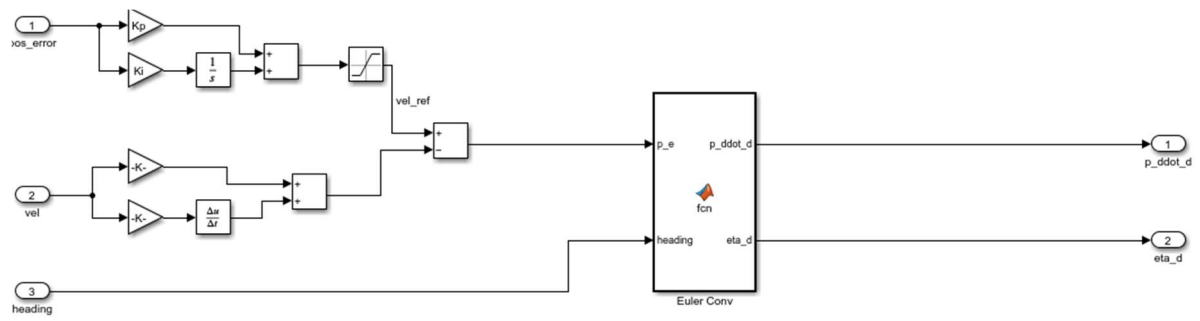 1
Kp
pos_error
Ki
1
s
+
+
vel_ref
+
−
-K-
2
vel
-K-
Δu
Δt
+
+
p_e
p_ddot_d
1
p_ddot_d
fcn
heading
eta_d
2
eta_d
3
heading
Euler Conv